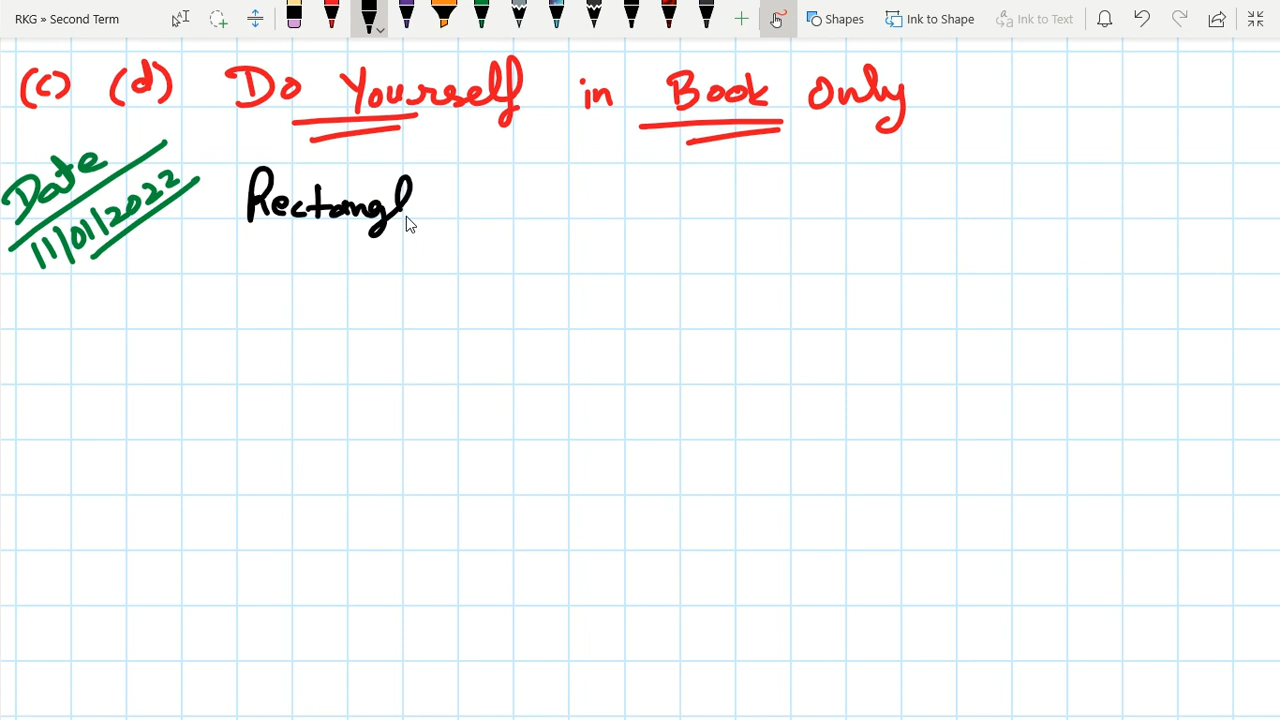 RKG » Second Term
Shapes
Ink to Shape
Ink to Text
(c) (d) Do Yourself in Book Only
Date
11/01/2022
Rectangl